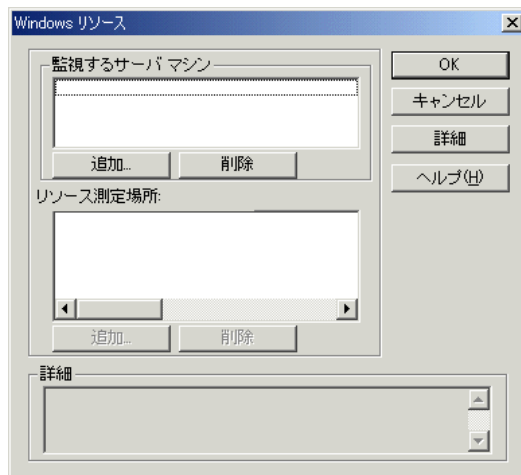 Windows リソース
監視するサーバ マシン
追加...
削除
リソース測定場所:
追加...
削除
OK
キャンセル
詳細
ヘルプ(H)
詳細